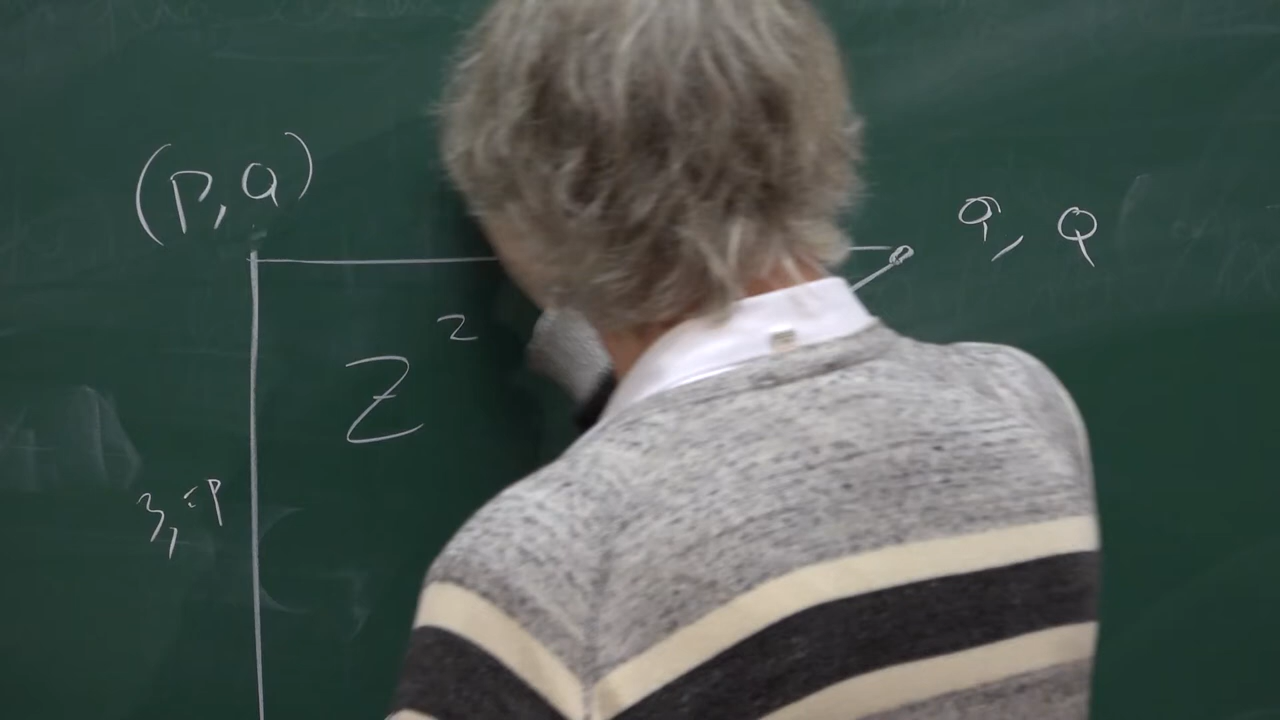 (P, Q)
q, Q
Z²
z₁ = p